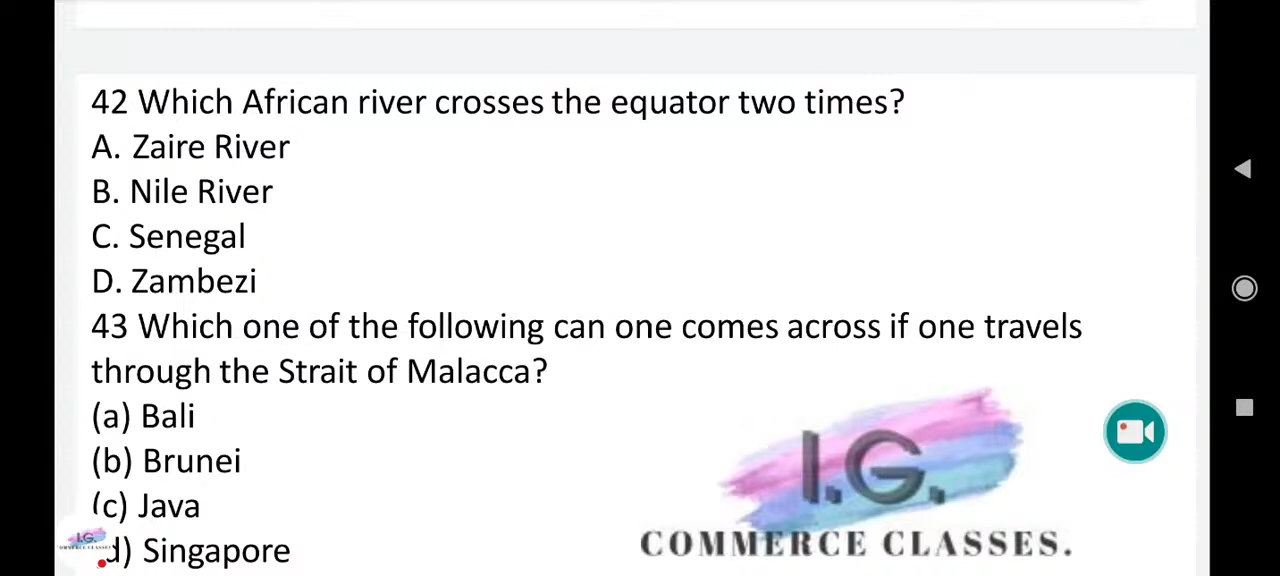 42 Which African river crosses the equator two times?
A. Zaire River
B. Nile River
C. Senegal
D. Zambezi
43 Which one of the following can one comes across if one travels
through the Strait of Malacca?
(a) Bali
(b) Brunei
(c) Java
d) Singapore
I.G.
COMMERCE CLASSES.
I.G.
COMMERCE CLASSES